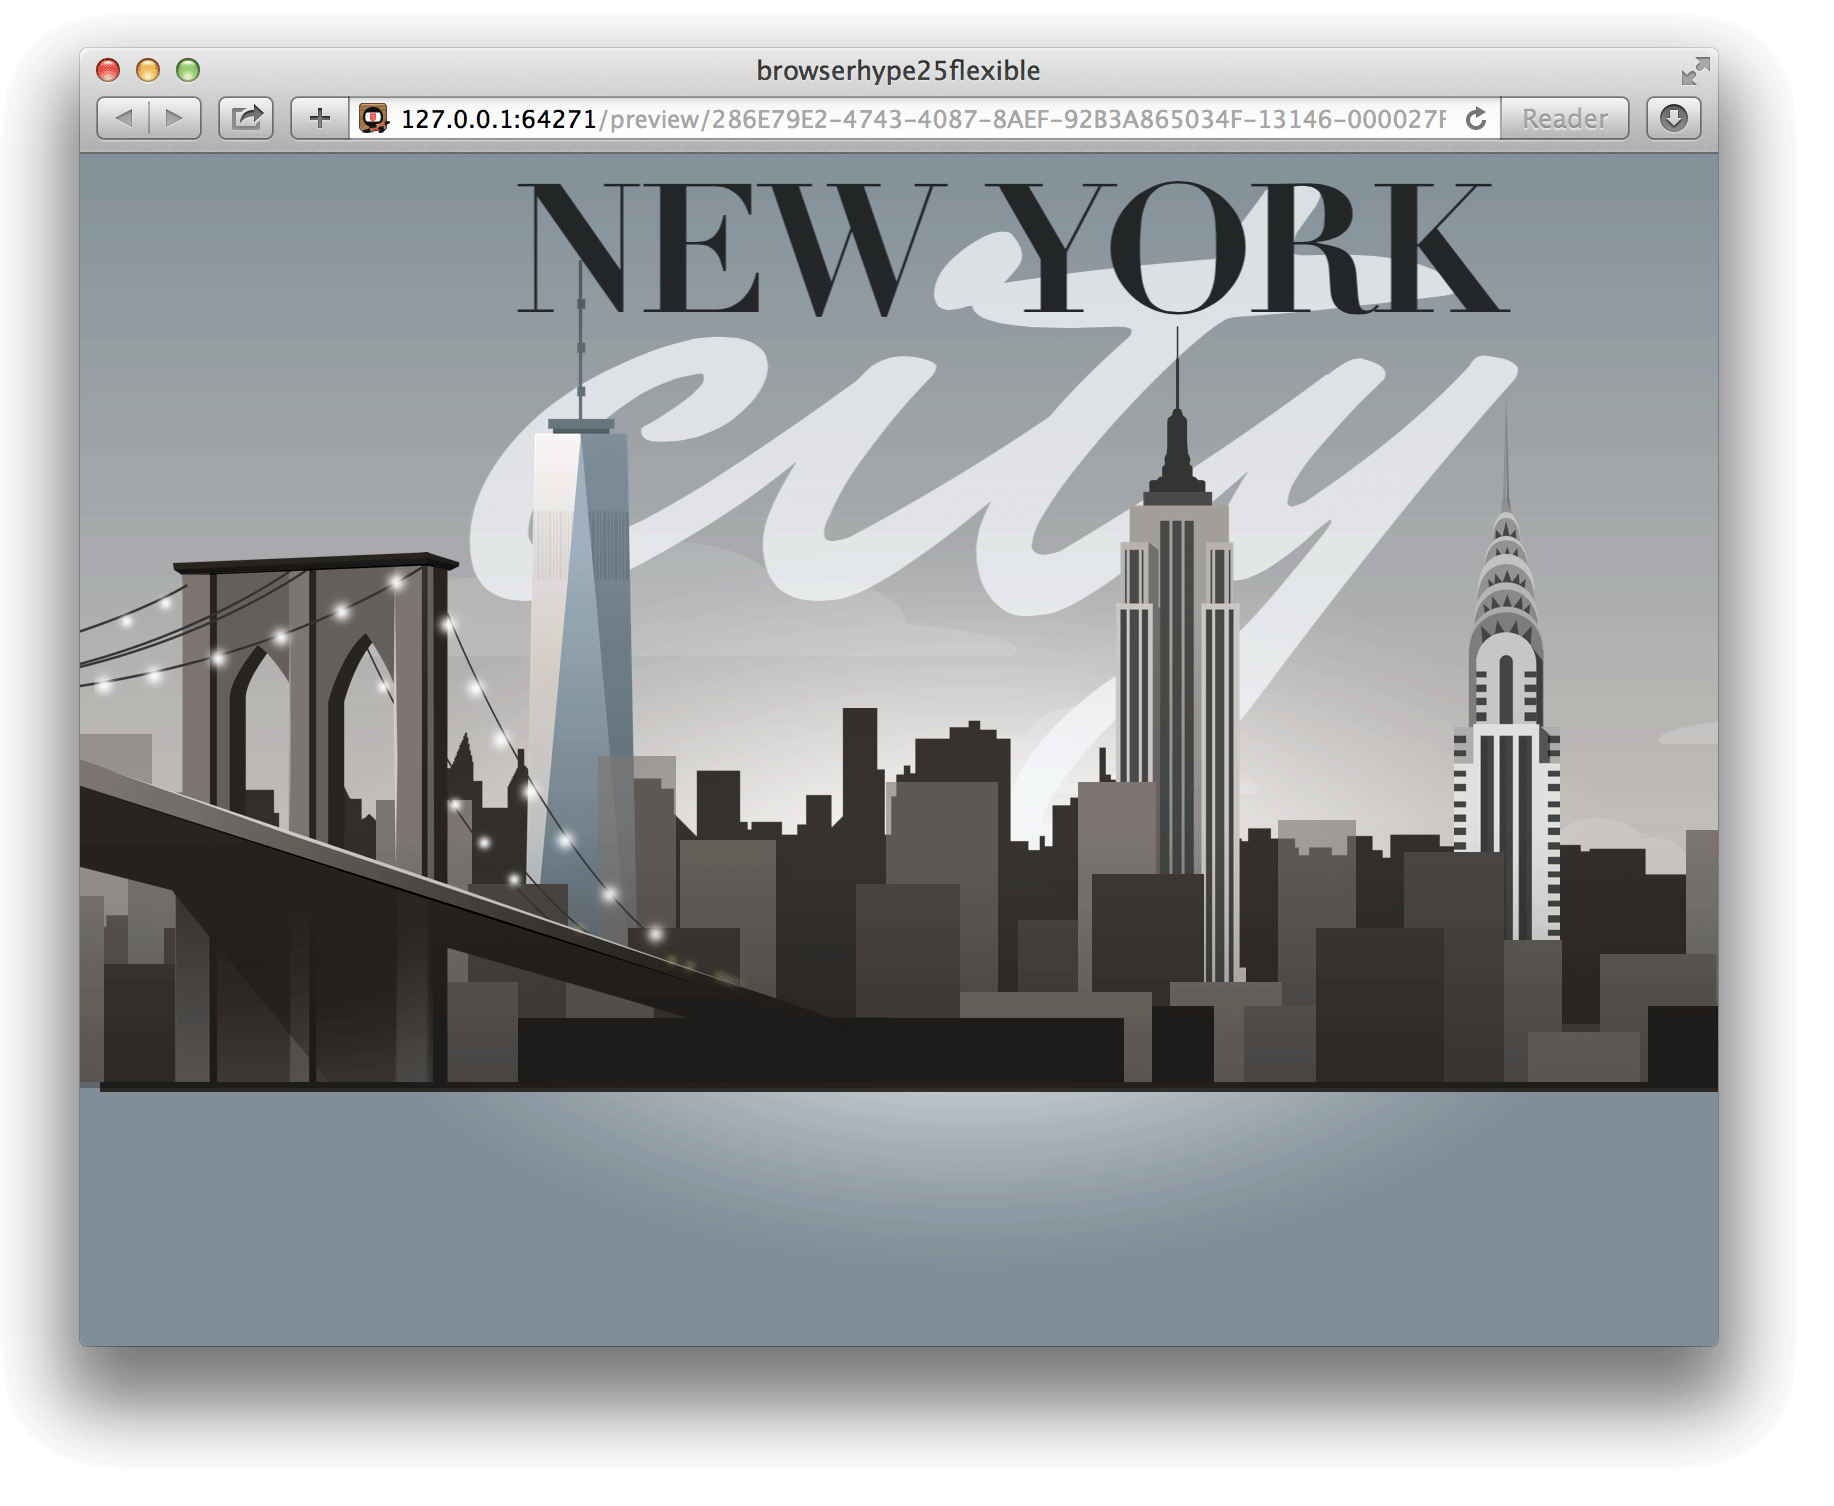 browserhype25flexible
127.0.0.1:64271/preview/286E79E2-4743-4087-8AEF-92B3A865034F-13146-000027F
Reader
NEW YORK
city